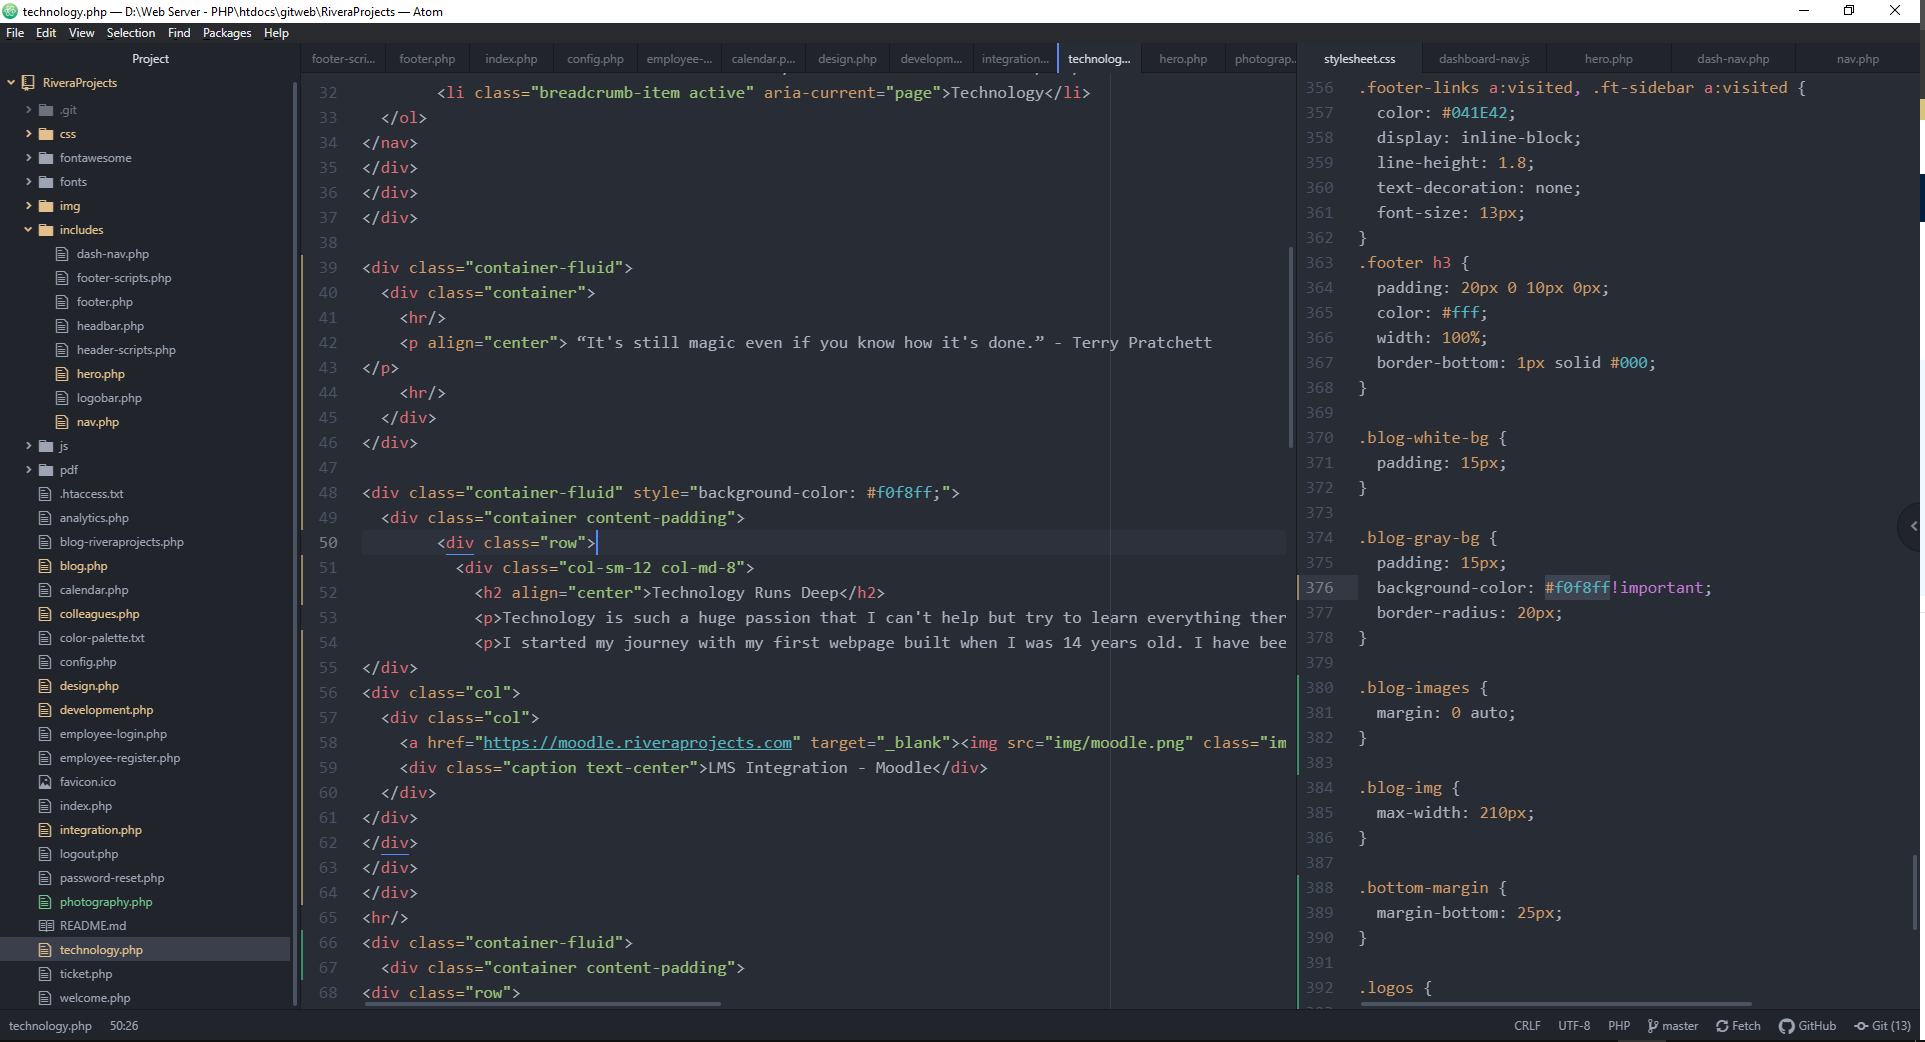 technology.php — D:\Web Server - PHP\htdocs\gitweb\RiveraProjects — Atom
File Edit View Selection Find Packages Help
Project
RiveraProjects
.git
css
fontawesome
fonts
img
includes
dash-nav.php
footer-scripts.php
footer.php
headbar.php
header-scripts.php
hero.php
logobar.php
nav.php
js
pdf
.htaccess.txt
analytics.php
blog-riveraprojects.php
blog.php
calendar.php
colleagues.php
color-palette.txt
config.php
design.php
development.php
employee-login.php
employee-register.php
favicon.ico
index.php
integration.php
logout.php
password-reset.php
photography.php
README.md
technology.php
ticket.php
welcome.php
footer-scri... footer.php index.php config.php employee-... calendar.p... design.php developm... integration... technolog... hero.php photograp...
32 <li class="breadcrumb-item active" aria-current="page">Technology</li>
33 </ol>
34 </nav>
35 </div>
36 </div>
37 </div>
38
39 <div class="container-fluid">
40 <div class="container">
41 <hr/>
42 <p align="center"> “It's still magic even if you know how it's done.” - Terry Pratchett
43 </p>
44 <hr/>
45 </div>
46 </div>
47
48 <div class="container-fluid" style="background-color: #f0f8ff;">
49 <div class="container content-padding">
50 <div class="row">
51 <div class="col-sm-12 col-md-8">
52 <h2 align="center">Technology Runs Deep</h2>
53 <p>Technology is such a huge passion that I can't help but try to learn everything ther
54 <p>I started my journey with my first webpage built when I was 14 years old. I have bee
55 </div>
56 <div class="col">
57 <div class="col">
58 <a href="https://moodle.riveraprojects.com" target="_blank"><img src="img/moodle.png" class="im
59 <div class="caption text-center">LMS Integration - Moodle</div>
60 </div>
61 </div>
62 </div>
63 </div>
64 </div>
65 <hr/>
66 <div class="container-fluid">
67 <div class="container content-padding">
68 <div class="row">
stylesheet.css dashboard-nav.js hero.php dash-nav.php nav.php
356 .footer-links a:visited, .ft-sidebar a:visited {
357 color: #041E42;
358 display: inline-block;
359 line-height: 1.8;
360 text-decoration: none;
361 font-size: 13px;
362 }
363 .footer h3 {
364 padding: 20px 0 10px 0px;
365 color: #fff;
366 width: 100%;
367 border-bottom: 1px solid #000;
368 }
369
370 .blog-white-bg {
371 padding: 15px;
372 }
373
374 .blog-gray-bg {
375 padding: 15px;
376 background-color: #f0f8ff!important;
377 border-radius: 20px;
378 }
379
380 .blog-images {
381 margin: 0 auto;
382 }
383
384 .blog-img {
385 max-width: 210px;
386 }
387
388 .bottom-margin {
389 margin-bottom: 25px;
390 }
391
392 .logos {
technology.php 50:26
CRLF UTF-8 PHP master Fetch GitHub Git (13)